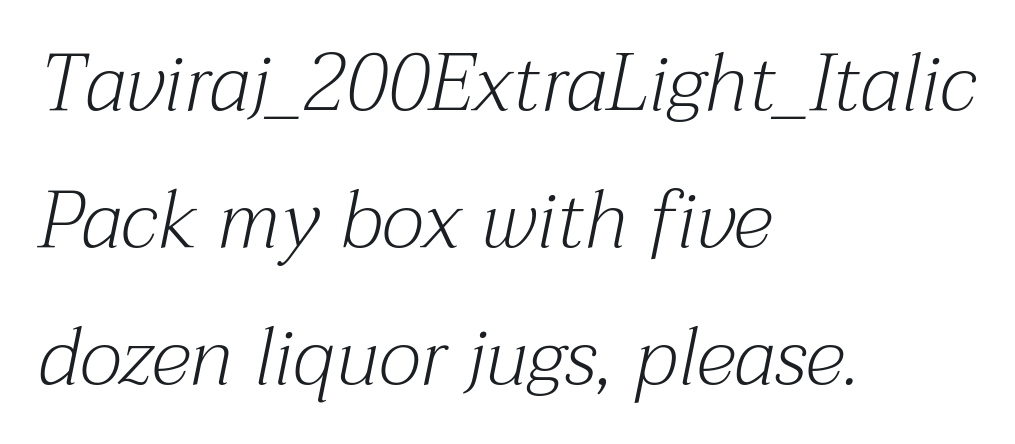 Taviraj_200ExtraLight_Italic
Pack my box with five
dozen liquor jugs, please.